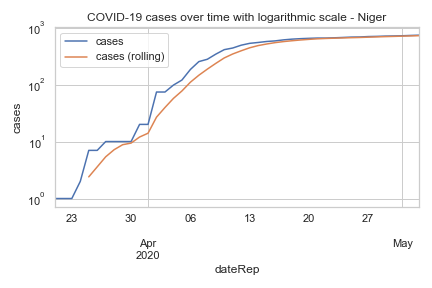 COVID-19 cases over time with logarithmic scale - Niger
cases
cases (rolling)
10³
10²
10¹
10⁰
cases
23 30 06 13 20 27
Apr May
2020
dateRep